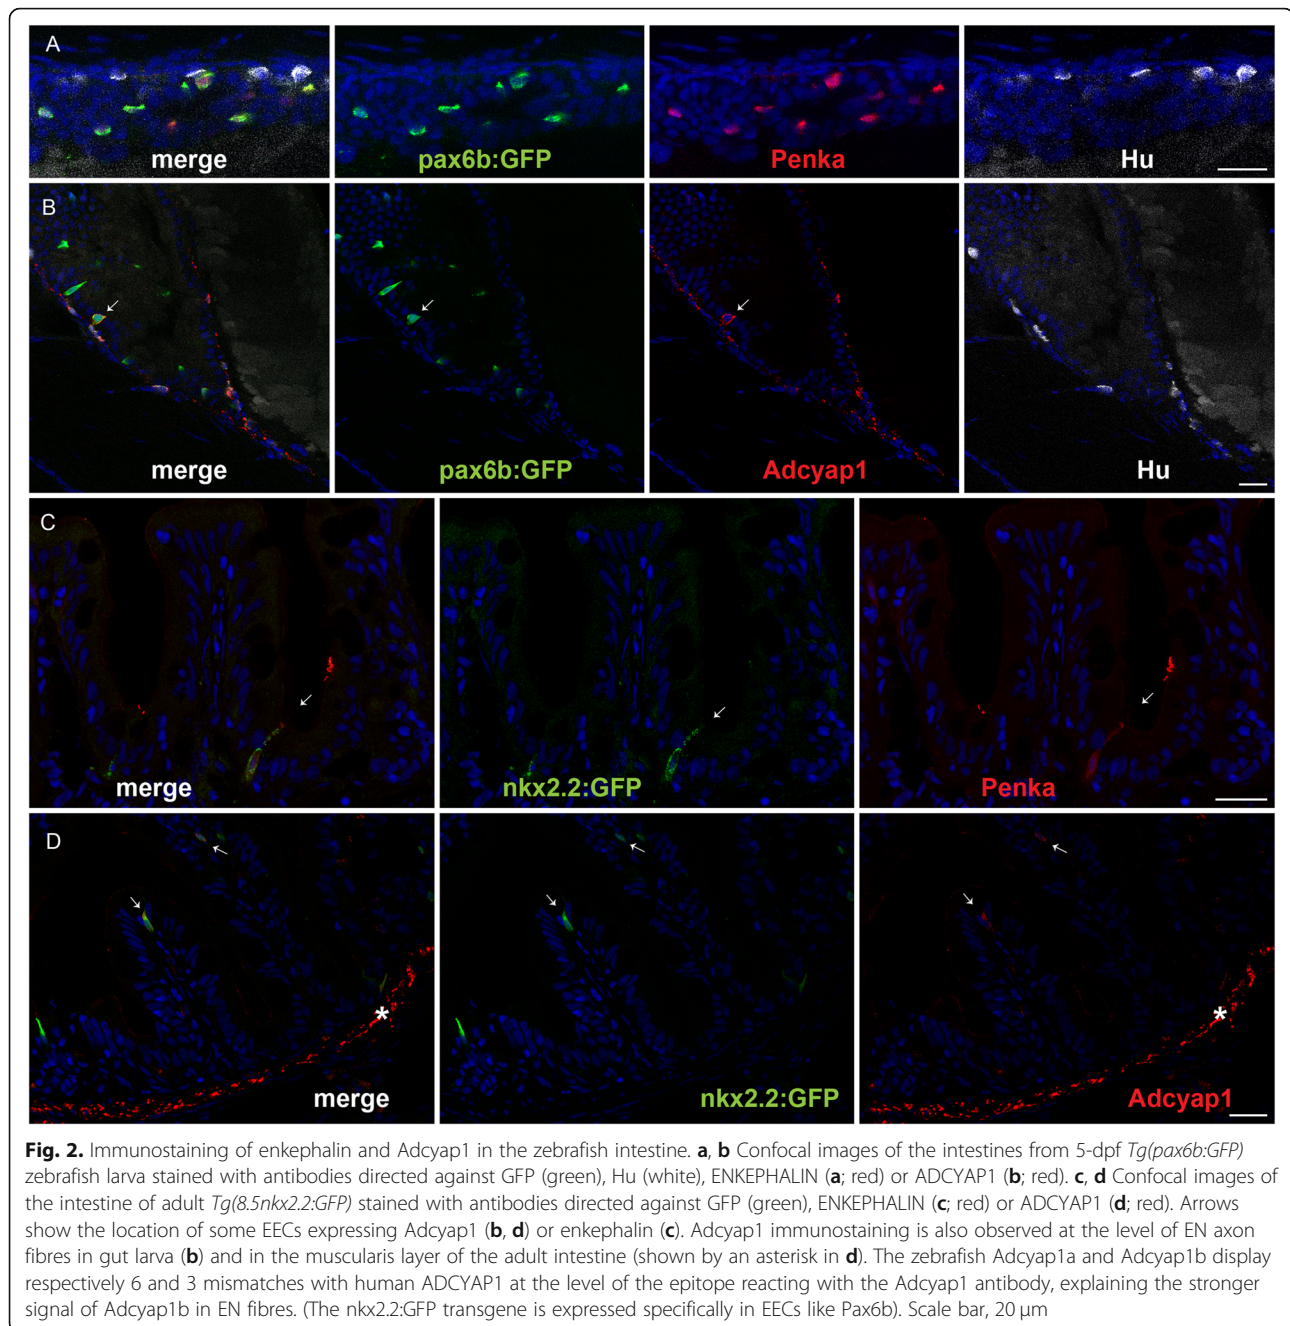 A
merge
pax6b:GFP
Penka
Hu
B
merge
pax6b:GFP
Adcyap1
Hu
C
merge
nkx2.2:GFP
Penka
D
*
*
merge
nkx2.2:GFP
Adcyap1
Fig. 2. Immunostaining of enkephalin and Adcyap1 in the zebrafish intestine. a, b Confocal images of the intestines from 5-dpf Tg(pax6b:GFP)
zebrafish larva stained with antibodies directed against GFP (green), Hu (white), ENKEPHALIN (a; red) or ADCYAP1 (b; red). c, d Confocal images of
the intestine of adult Tg(8.5nkx2.2:GFP) stained with antibodies directed against GFP (green), ENKEPHALIN (c; red) or ADCYAP1 (d; red). Arrows
show the location of some EECs expressing Adcyap1 (b, d) or enkephalin (c). Adcyap1 immunostaining is also observed at the level of EN axon
fibres in gut larva (b) and in the muscularis layer of the adult intestine (shown by an asterisk in d). The zebrafish Adcyap1a and Adcyap1b display
respectively 6 and 3 mismatches with human ADCYAP1 at the level of the epitope reacting with the Adcyap1 antibody, explaining the stronger
signal of Adcyap1b in EN fibres. (The nkx2.2:GFP transgene is expressed specifically in EECs like Pax6b). Scale bar, 20 μm